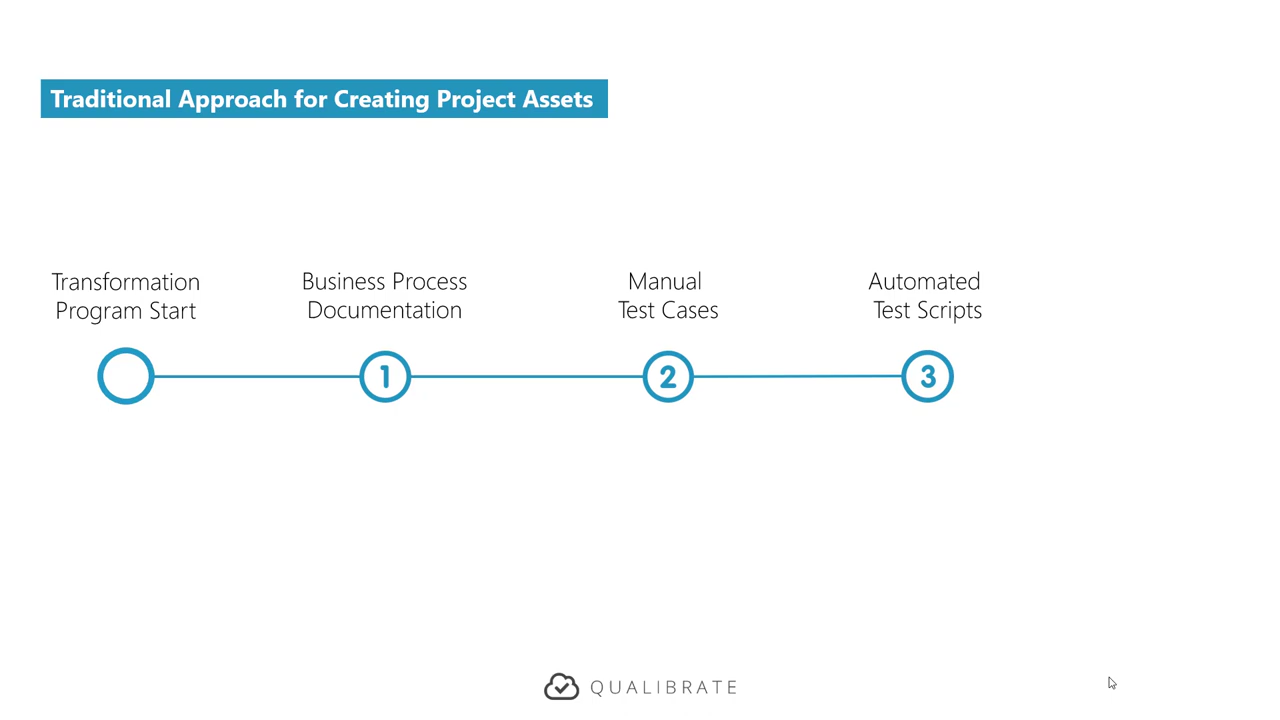 Traditional Approach for Creating Project Assets
Transformation
Program Start
Business Process
Documentation
Manual
Test Cases
Automated
Test Scripts
1
2
3
QUALIBRATE